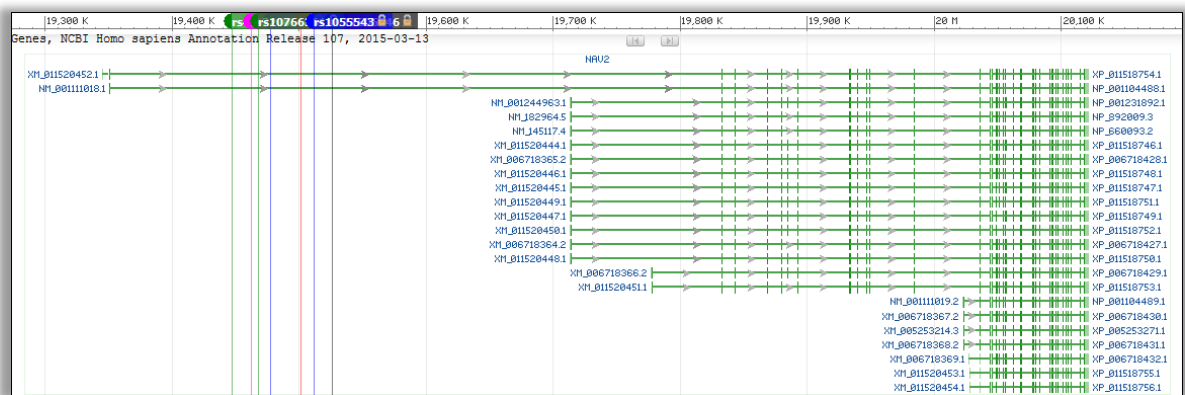 19,300 K 19,400 K rs rs10766 rs1055543 6 19,600 K 19,700 K 19,800 K 19,900 K 20 M 20,100 K
Genes, NCBI Homo sapiens Annotation Release 107, 2015-03-13
NAV2
XM_011520452.1 XP_011518754.1
NM_001111018.1 NP_001104488.1
NM_001244963.1 NP_001231892.1
NM_182964.5 NP_892009.3
NM_145117.4 NP_660093.2
XM_011520444.1 XP_011518746.1
XM_006718365.2 XP_006718428.1
XM_011520446.1 XP_011518748.1
XM_011520445.1 XP_011518747.1
XM_011520449.1 XP_011518751.1
XM_011520447.1 XP_011518749.1
XM_011520450.1 XP_011518752.1
XM_006718364.2 XP_006718427.1
XM_011520448.1 XP_011518750.1
XM_006718366.2 XP_006718429.1
XM_011520451.1 XP_011518753.1
NM_001111019.2 NP_001104489.1
XM_006718367.2 XP_006718430.1
XM_005253214.3 XP_005253271.1
XM_006718368.2 XP_006718431.1
XM_006718369.1 XP_006718432.1
XM_011520453.1 XP_011518755.1
XM_011520454.1 XP_011518756.1